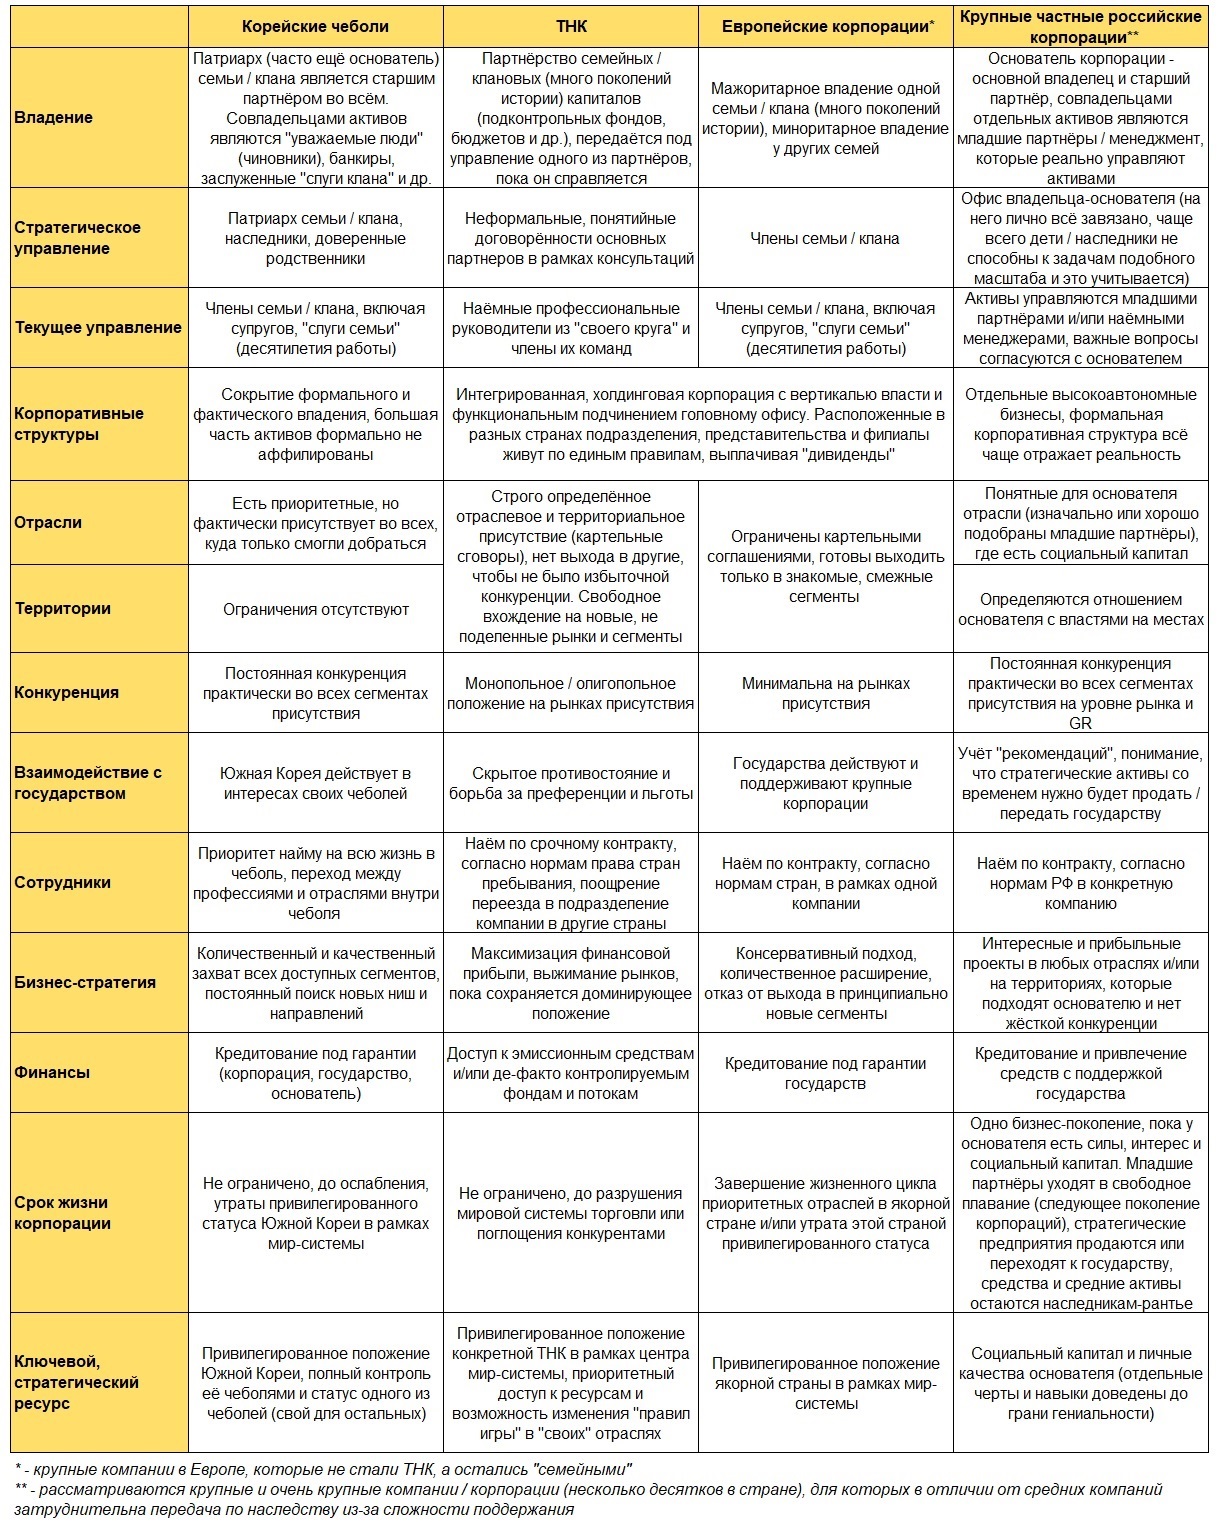 Корейские чеболи
ТНК
Европейские корпорации*
Крупные частные российские
корпорации**
Владение
Патриарх (часто ещё основатель)
семьи / клана является старшим
партнёром во всём.
Совладельцами активов
являются "уважаемые люди"
(чиновники), банкиры,
заслуженные "слуги клана" и др.
Партнёрство семейных /
клановых (много поколений
истории) капиталов
(подконтрольных фондов,
бюджетов и др.), передаётся под
управление одного из партнёров,
пока он справляется
Мажоритарное владение одной
семьи / клана (много поколений
истории), миноритарное владение
у других семей
Основатель корпорации -
основной владелец и старший
партнёр, совладельцами
отдельных активов являются
младшие партнёры / менеджмент,
которые реально управляют
активами
Стратегическое
управление
Патриарх семьи / клана,
наследники, доверенные
родственники
Неформальные, понятийные
договорённости основных
партнеров в рамках консультаций
Члены семьи / клана
Офис владельца-основателя (на
него лично всё завязано, чаще
всего дети / наследники не
способны к задачам подобного
масштаба и это учитывается)
Текущее управление
Члены семьи / клана, включая
супругов, "слуги семьи"
(десятилетия работы)
Наёмные профессиональные
руководители из "своего круга" и
члены их команд
Члены семьи / клана, включая
супругов, "слуги семьи"
(десятилетия работы)
Активы управляются младшими
партнёрами и/или наёмными
менеджерами, важные вопросы
согласуются с основателем
Корпоративные
структуры
Сокрытие формального и
фактического владения, большая
часть активов формально не
аффилированы
Интегрированная, холдинговая корпорация с вертикалью власти и
функциональным подчинением головному офису. Расположенные в
разных странах подразделения, представительства и филиалы
живут по единым правилам, выплачивая "дивиденды"
Отдельные высокоавтономные
бизнесы, формальная
корпоративная структура всё
чаще отражает реальность
Отрасли
Есть приоритетные, но
фактически присутствует во всех,
куда только смогли добраться
Строго определённое
отраслевое и территориальное
присутствие (картельные
сговоры), нет выхода в другие,
чтобы не было избыточной
конкуренции. Свободное
вхождение на новые, не
поделенные рынки и сегменты
Ограничены картельными
соглашениями, готовы выходить
только в знакомые, смежные
сегменты
Понятные для основателя
отрасли (изначально или хорошо
подобраны младшие партнёры),
где есть социальный капитал
Территории
Ограничения отсутствуют
Определяются отношением
основателя с властями на местах
Конкуренция
Постоянная конкуренция
практически во всех сегментах
присутствия
Монопольное / олигопольное
положение на рынках присутствия
Минимальна на рынках
присутствия
Постоянная конкуренция
практически во всех сегментах
присутствия на уровне рынка и
GR
Взаимодействие с
государством
Южная Корея действует в
интересах своих чеболей
Скрытое противостояние и
борьба за преференции и льготы
Государства действуют и
поддерживают крупные
корпорации
Учёт "рекомендаций", понимание,
что стратегические активы со
временем нужно будет продать /
передать государству
Сотрудники
Приоритет найму на всю жизнь в
чеболь, переход между
профессиями и отраслями внутри
чеболя
Наём по срочному контракту,
согласно нормам права стран
пребывания, поощрение
переезда в подразделение
компании в другие страны
Наём по контракту, согласно
нормам стран, в рамках одной
компании
Наём по контракту, согласно
нормам РФ в конкретную
компанию
Бизнес-стратегия
Количественный и качественный
захват всех доступных сегментов,
постоянный поиск новых ниш и
направлений
Максимизация финансовой
прибыли, выжимание рынков,
пока сохраняется доминирующее
положение
Консервативный подход,
количественное расширение,
отказ от выхода в принципиально
новые сегменты
Интересные и прибыльные
проекты в любых отраслях и/или
на территориях, которые
подходят основателю и нет
жёсткой конкуренции
Финансы
Кредитование под гарантии
(корпорация, государство,
основатель)
Доступ к эмиссионным средствам
и/или де-факто контролируемым
фондам и потокам
Кредитование под гарантии
государств
Кредитование и привлечение
средств с поддержкой
государства
Срок жизни
корпорации
Не ограничено, до ослабления,
утраты привилегированного
статуса Южной Кореи в рамках
мир-системы
Не ограничено, до разрушения
мировой системы торговли или
поглощения конкурентами
Завершение жизненного цикла
приоритетных отраслей в якорной
стране и/или утрата этой страной
привилегированного статуса
Одно бизнес-поколение, пока у
основателя есть силы, интерес и
социальный капитал. Младшие
партнёры уходят в свободное
плавание (следующее поколение
корпораций), стратегические
предприятия продаются или
переходят к государству,
средства и средние активы
остаются наследникам-рантье
Ключевой,
стратегический
ресурс
Привилегированное положение
Южной Кореи, полный контроль
её чеболями и статус одного из
чеболей (свой для остальных)
Привилегированное положение
конкретной ТНК в рамках центра
мир-системы, приоритетный
доступ к ресурсам и
возможность изменения "правил
игры" в "своих" отраслях
Привилегированное положение
якорной страны в рамках мир-
системы
Социальный капитал и личные
качества основателя (отдельные
черты и навыки доведены до
грани гениальности)
* - крупные компании в Европе, которые не стали ТНК, а остались "семейными"
** - рассматриваются крупные и очень крупные компании / корпорации (несколько десятков в стране), для которых в отличии от средних компаний
затруднительна передача по наследству из-за сложности поддержания